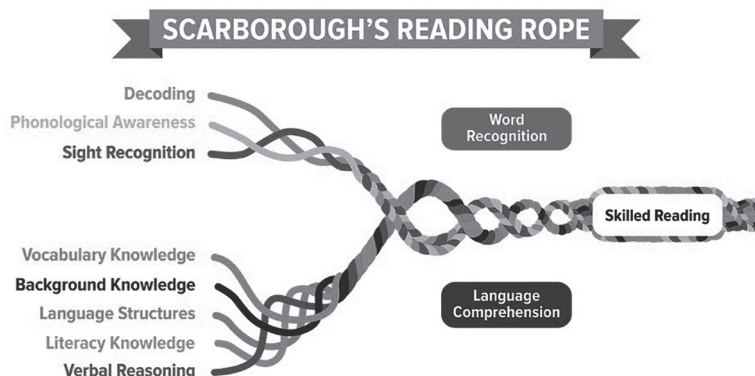 SCARBOROUGH'S READING ROPE
Decoding
Phonological Awareness
Sight Recognition
Word
Recognition
Skilled Reading
Vocabulary Knowledge
Background Knowledge
Language Structures
Literacy Knowledge
Verbal Reasoning
Language
Comprehension